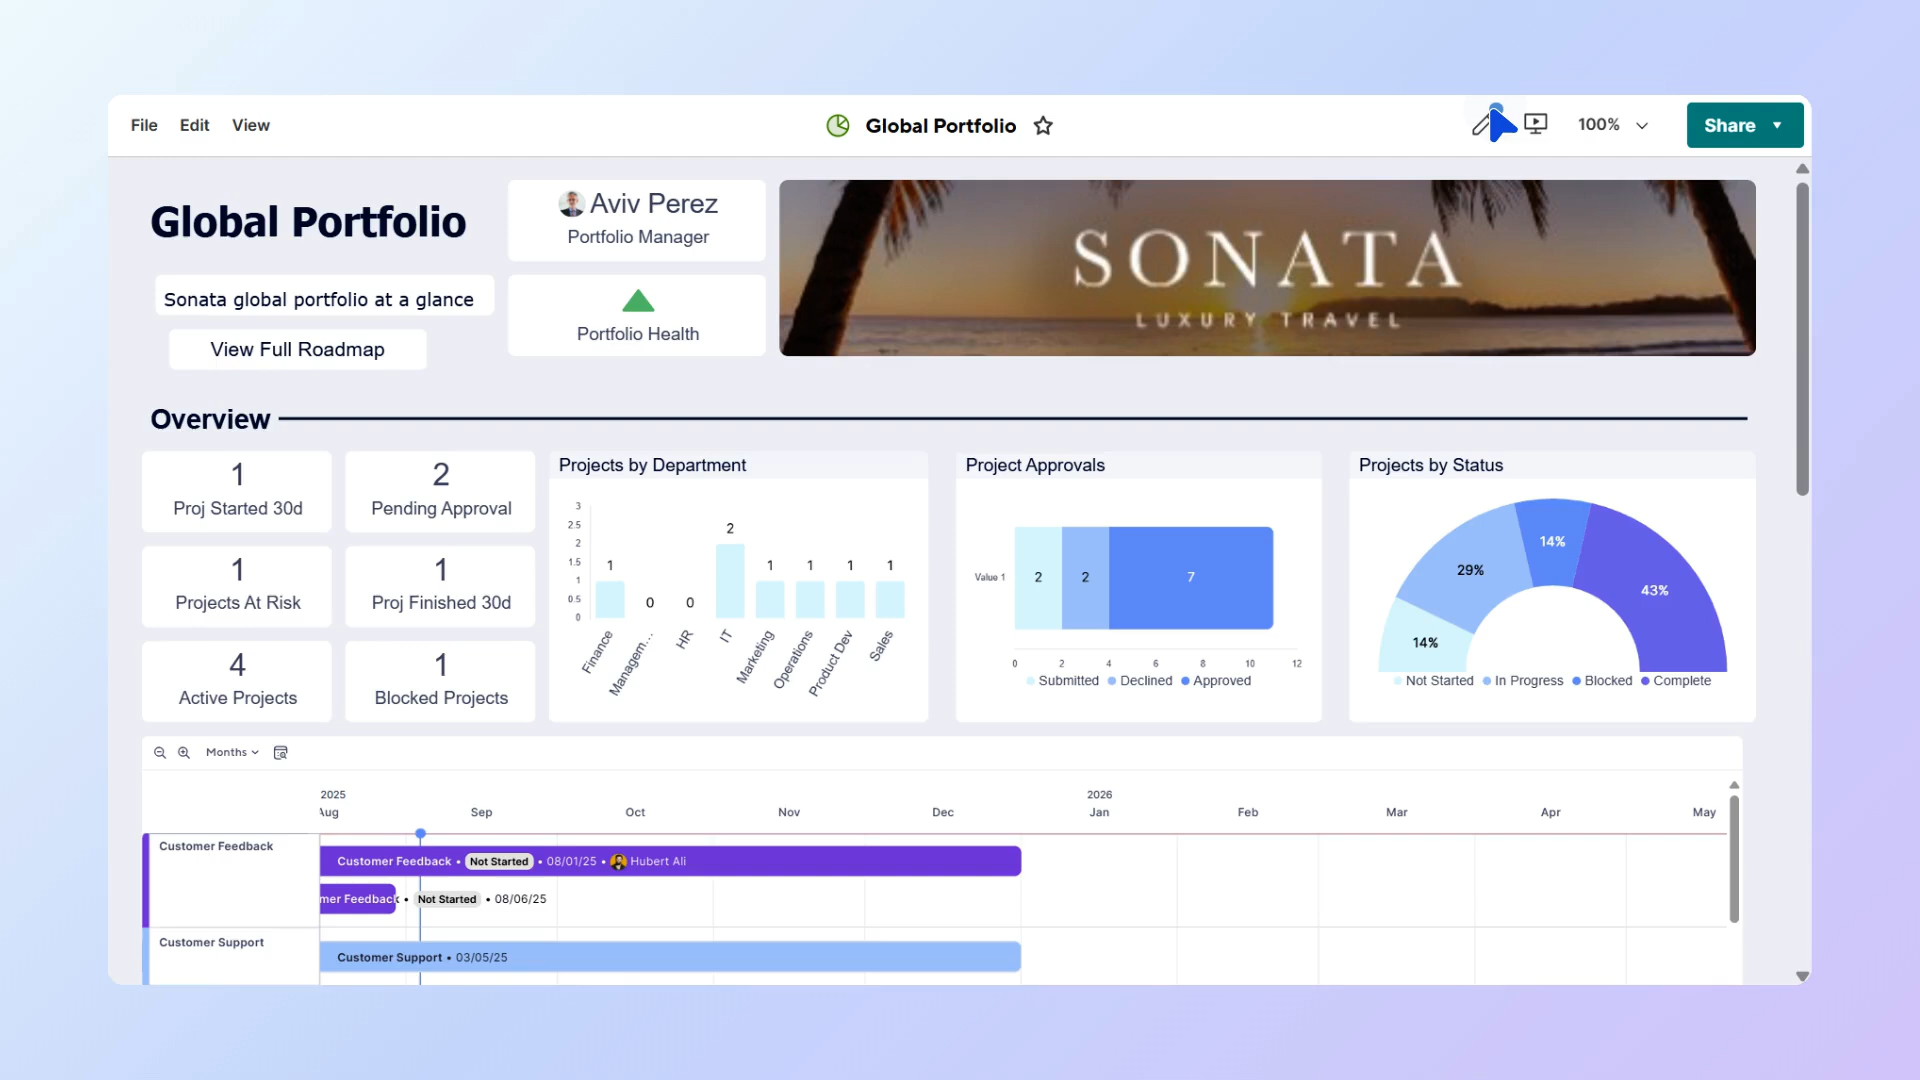 File Edit View
Global Portfolio
100%
Share
Global Portfolio
Aviv Perez
Portfolio Manager
SONATA
LUXURY TRAVEL
Sonata global portfolio at a glance
View Full Roadmap
Portfolio Health
Overview
1
Proj Started 30d
2
Pending Approval
1
Projects At Risk
1
Proj Finished 30d
4
Active Projects
1
Blocked Projects
Projects by Department
3
2.5
2
1.5
1
0.5
0
1 0 0 2 1 1 1 1
Finance Managem... HR IT Marketing Operations Product Dev Sales
Project Approvals
Value 1 2 2 7
0 2 4 6 8 10 12
Submitted Declined Approved
Projects by Status
14% 29% 14% 43%
Not Started In Progress Blocked Complete
Months
2025 2026
Aug Sep Oct Nov Dec Jan Feb Mar Apr May
Customer Feedback
Customer Feedback • Not Started • 08/01/25 • Hubert Ali
mer Feedback • Not Started • 08/06/25
Customer Support
Customer Support • 03/05/25